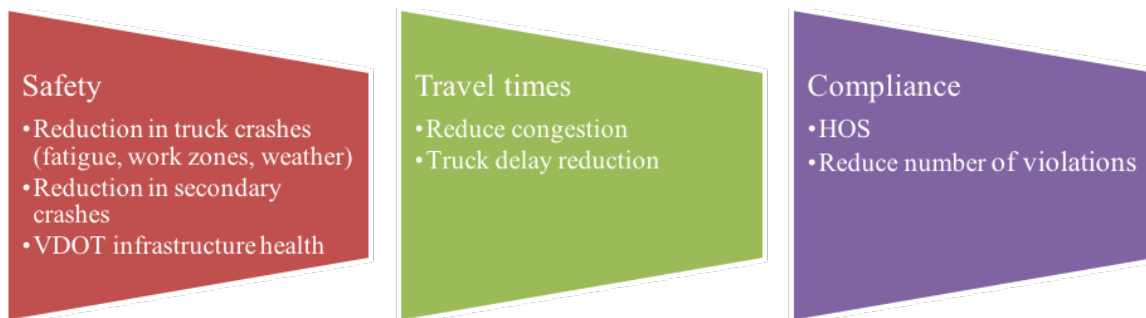 Safety
•Reduction in truck crashes
(fatigue, work zones, weather)
•Reduction in secondary
crashes
•VDOT infrastructure health
Travel times
•Reduce congestion
•Truck delay reduction
Compliance
•HOS
•Reduce number of violations